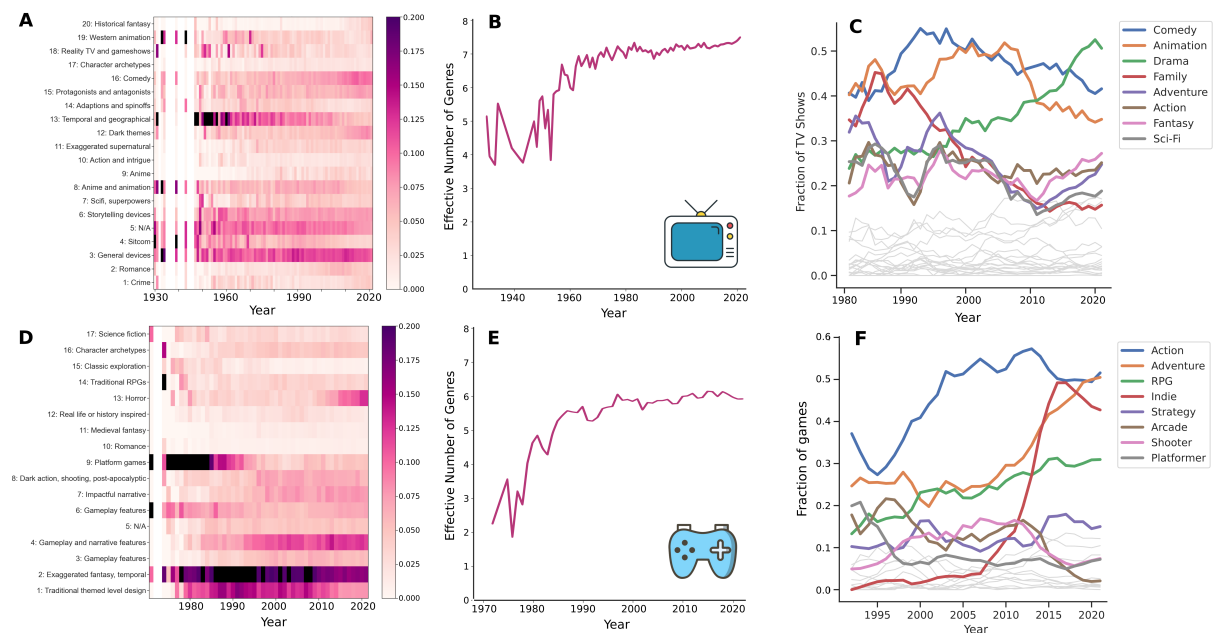 A
20: Historical fantasy
19: Western animation
18: Reality TV and gameshows
17: Character archetypes
16: Comedy
15: Protagonists and antagonists
14: Adaptions and spinoffs
13: Temporal and geographical
12: Dark themes
11: Exaggerated supernatural
10: Action and intrigue
9: Anime
8: Anime and animation
7: Scifi, superpowers
6: Storytelling devices
5: N/A
4: Sitcom
3: General devices
2: Romance
1: Crime
1930 1960 1990 2020
Year
0.200
0.175
0.150
0.125
0.100
0.075
0.050
0.025
0.000
B
Effective Number of Genres
8
7
6
5
4
3
2
1
0
1940 1960 1980 2000 2020
Year
C
Fraction of TV Shows
0.5
0.4
0.3
0.2
0.1
0.0
1980 1990 2000 2010 2020
Year
Comedy
Animation
Drama
Family
Adventure
Action
Fantasy
Sci-Fi
D
17: Science fiction
16: Character archetypes
15: Classic exploration
14: Traditional RPGs
13: Horror
12: Real life or history inspired
11: Medieval fantasy
10: Romance
9: Platform games
8: Dark action, shooting, post-apocalyptic
7: Impactful narrative
6: Gameplay features
5: N/A
4: Gameplay and narrative features
3: Gameplay features
2: Exaggerated fantasy, temporal
1: Traditional themed level design
1980 1990 2000 2010 2020
Year
0.200
0.175
0.150
0.125
0.100
0.075
0.050
0.025
0.000
E
Effective Number of Genres
8
7
6
5
4
3
2
1
0
1970 1980 1990 2000 2010 2020
Year
F
Fraction of games
0.6
0.5
0.4
0.3
0.2
0.1
0.0
1995 2000 2005 2010 2015 2020
Year
Action
Adventure
RPG
Indie
Strategy
Arcade
Shooter
Platformer